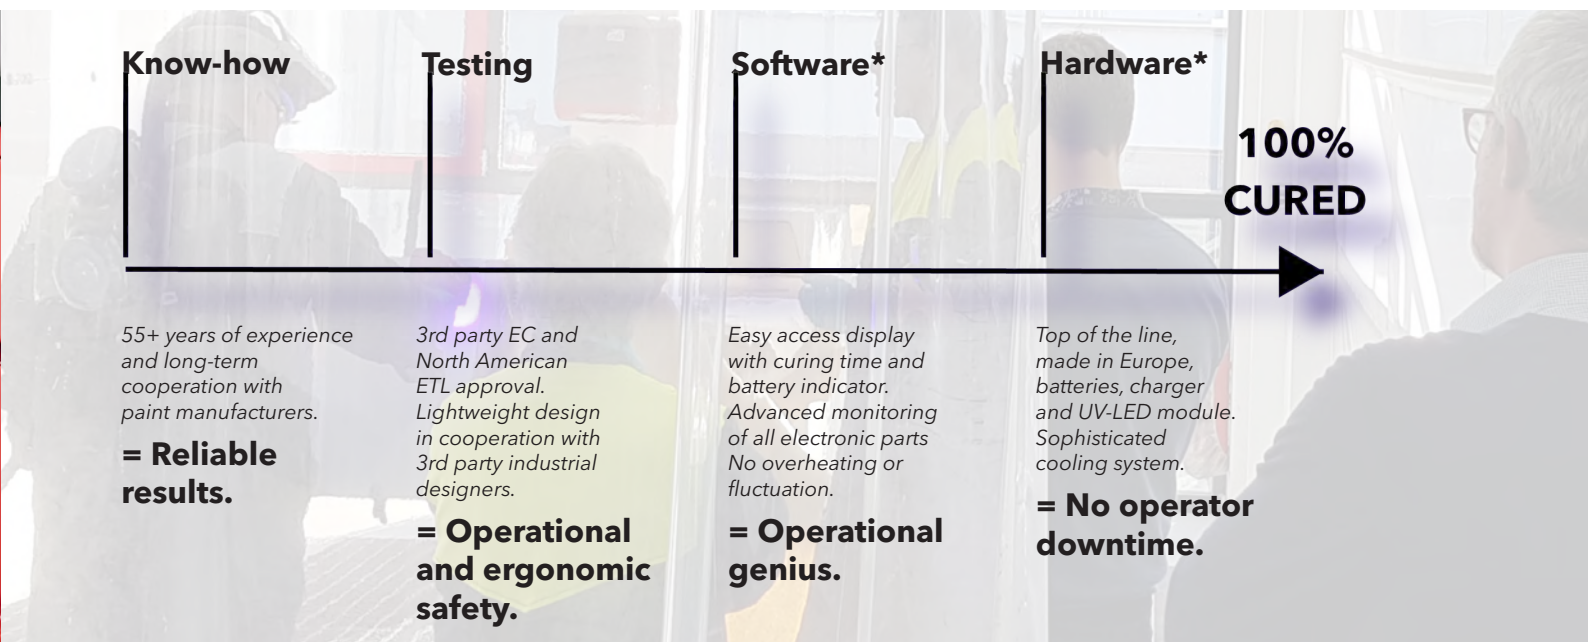 Know-how
Testing
Software*
Hardware*
100%
CURED
55+ years of experience
and long-term
cooperation with
paint manufacturers.
= Reliable
results.
3rd party EC and
North American
ETL approval.
Lightweight design
in cooperation with
3rd party industrial
designers.
= Operational
and ergonomic
safety.
Easy access display
with curing time and
battery indicator.
Advanced monitoring
of all electronic parts
No overheating or
fluctuation.
= Operational
genius.
Top of the line,
made in Europe,
batteries, charger
and UV-LED module.
Sophisticated
cooling system.
= No operator
downtime.